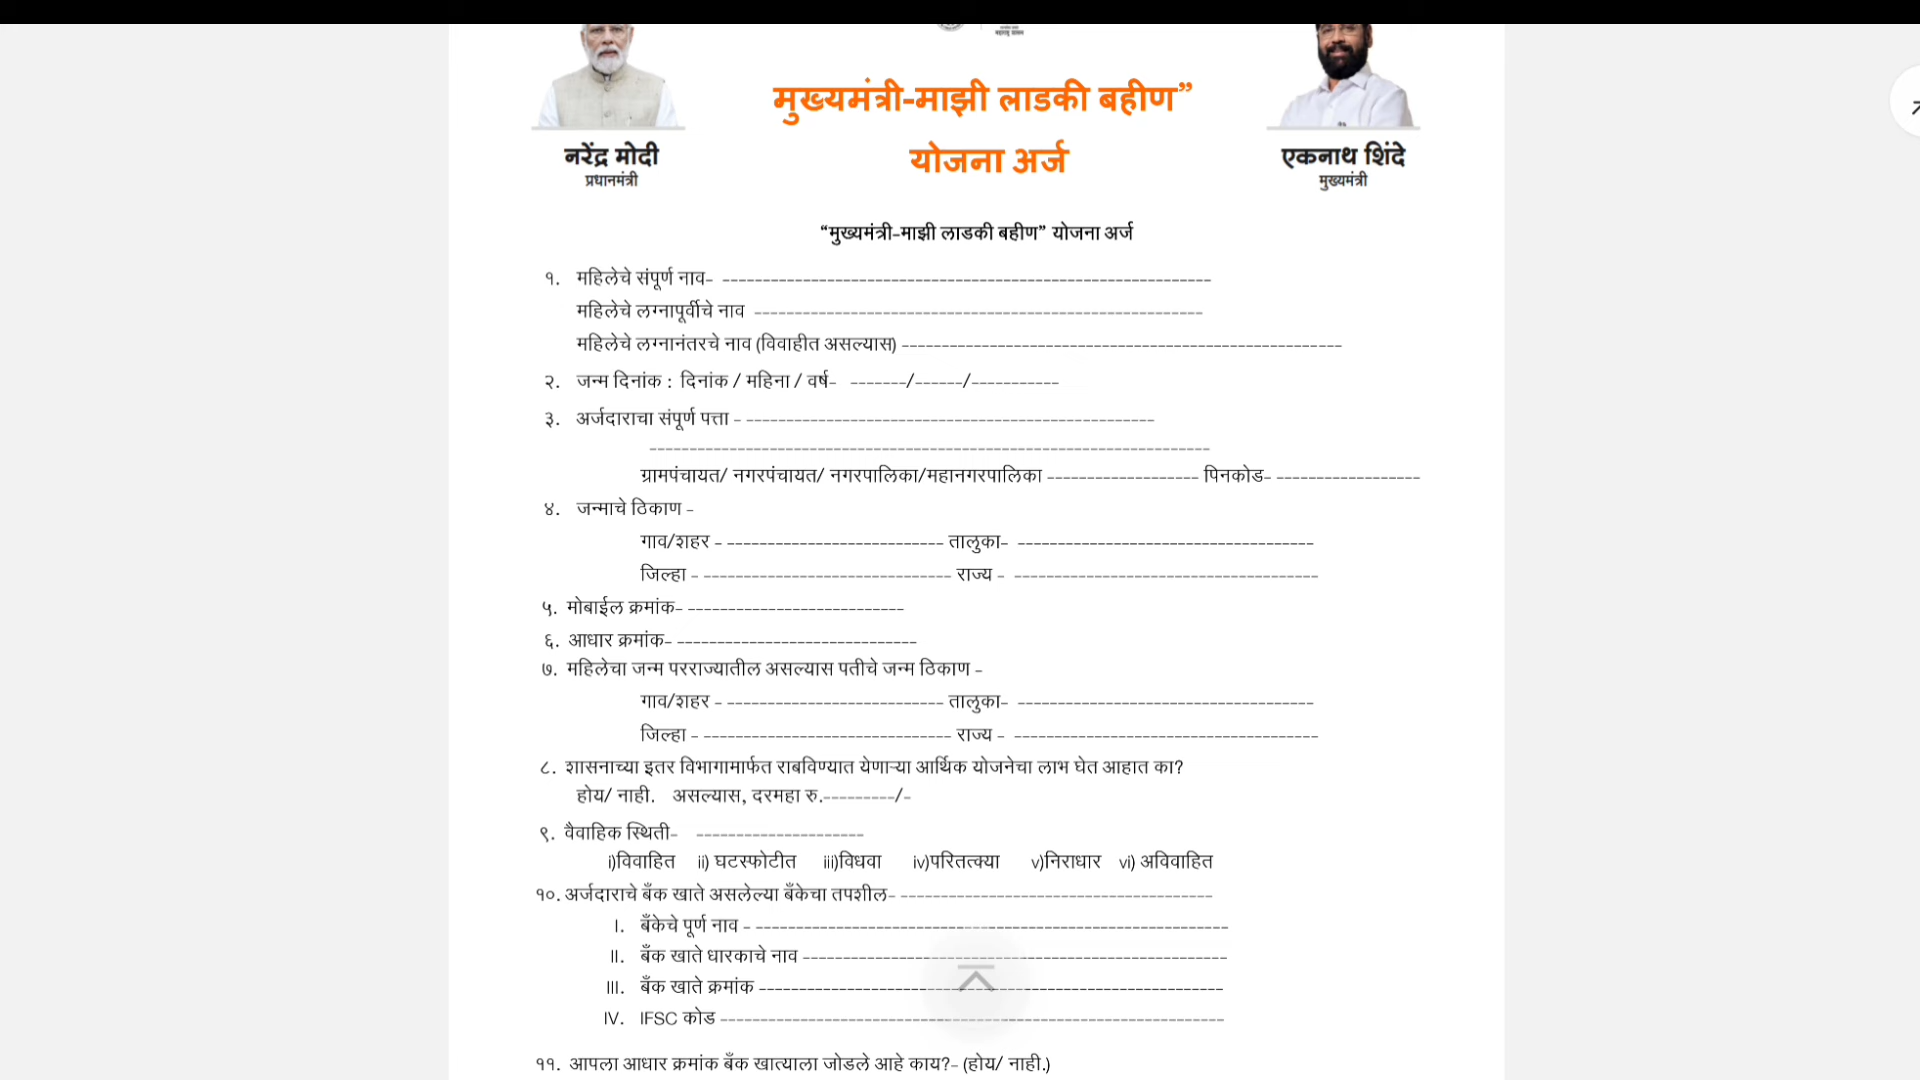 मुख्यमंत्री-माझी लाडकी बहीण”
योजना अर्ज
नरेंद्र मोदी
प्रधानमंत्री
एकनाथ शिंदे
मुख्यमंत्री
“मुख्यमंत्री-माझी लाडकी बहीण” योजना अर्ज
१. महिलेचे संपूर्ण नाव-
महिलेचे लग्नापूर्वीचे नाव
महिलेचे लग्नानंतरचे नाव (विवाहीत असल्यास)
२. जन्म दिनांक : दिनांक / महिना / वर्ष- -------/------/-----------
३. अर्जदाराचा संपूर्ण पत्ता -
ग्रामपंचायत/ नगरपंचायत/ नगरपालिका/महानगरपालिका ------------------- पिनकोड- ------------------
४. जन्माचे ठिकाण -
गाव/शहर - --------------------------- तालुका- -------------------------------------
जिल्हा - ------------------------------- राज्य - --------------------------------------
५. मोबाईल क्रमांक- ---------------------------
६. आधार क्रमांक- ------------------------------
७. महिलेचा जन्म परराज्यातील असल्यास पतीचे जन्म ठिकाण -
गाव/शहर - --------------------------- तालुका- -------------------------------------
जिल्हा - ------------------------------- राज्य - --------------------------------------
८. शासनाच्या इतर विभागामार्फत राबविण्यात येणाऱ्या आर्थिक योजनेचा लाभ घेत आहात का?
होय/ नाही. असल्यास, दरमहा रु.---------/-
९. वैवाहिक स्थिती- ---------------------
i)विवाहित ii) घटस्फोटीत iii)विधवा iv)परितत्क्या v)निराधार vi) अविवाहित
१०. अर्जदाराचे बँक खाते असलेल्या बँकेचा तपशील- ---------------------------------------
I. बँकेचे पूर्ण नाव -
II. बँक खाते धारकाचे नाव
III. बँक खाते क्रमांक
IV. IFSC कोड
११. आपला आधार क्रमांक बँक खात्याला जोडले आहे काय?- (होय/ नाही.)